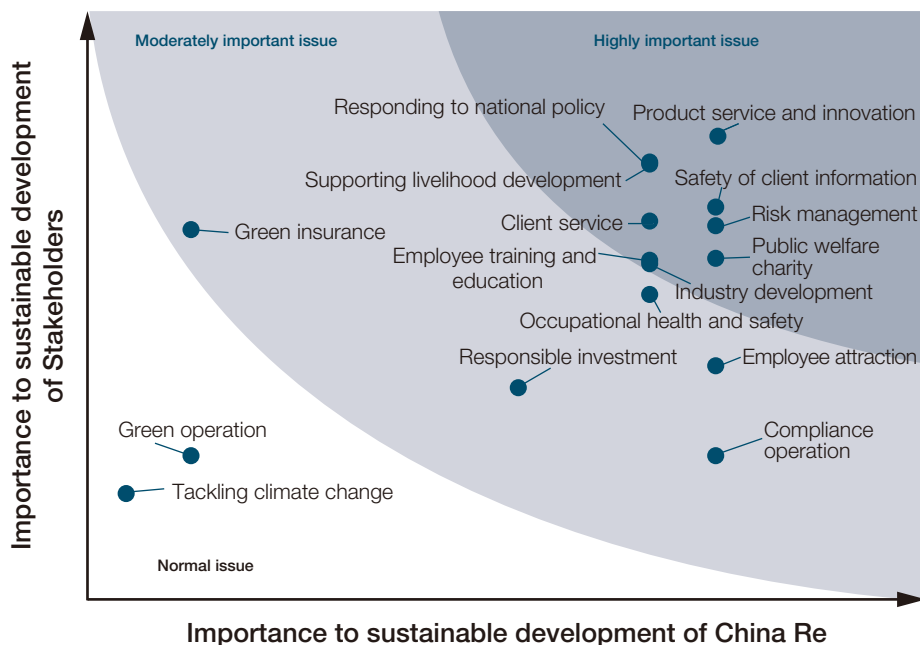 Importance to sustainable development
of Stakeholders
Moderately important issue
Highly important issue
Responding to national policy
Product service and innovation
Supporting livelihood development
Safety of client information
Client service
Risk management
Green insurance
Employee training and
education
Public welfare
charity
Industry development
Occupational health and safety
Responsible investment
Employee attraction
Green operation
Compliance
operation
Tackling climate change
Normal issue
Importance to sustainable development of China Re